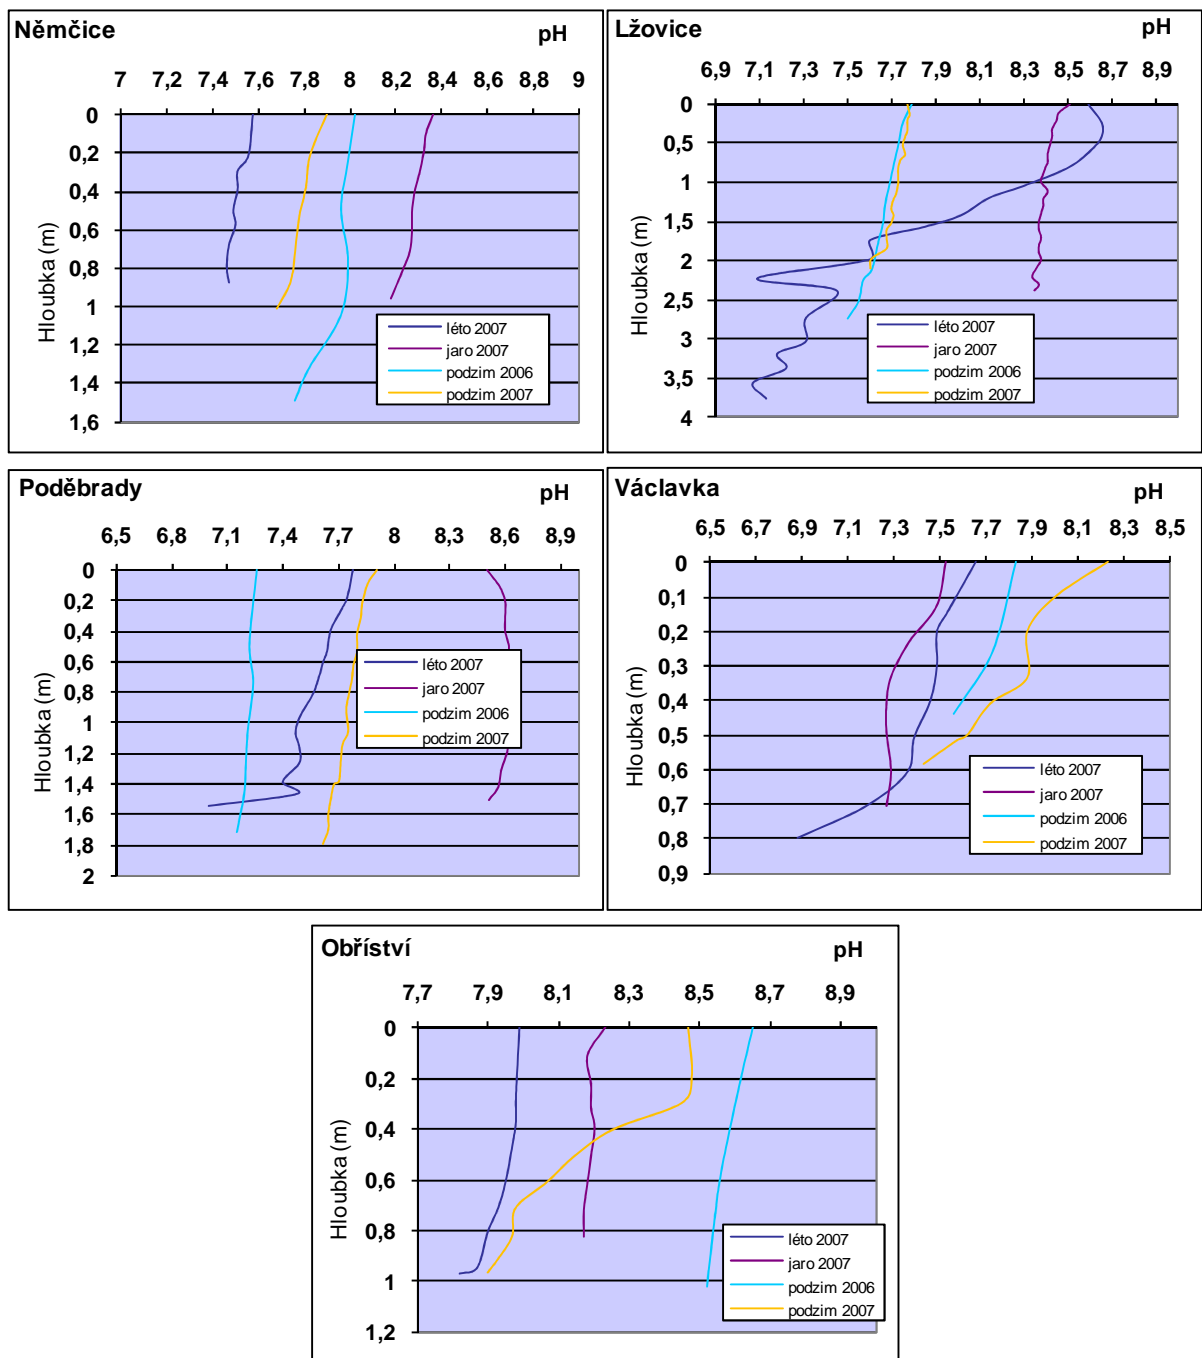 Němčice
pH
7 7,2 7,4 7,6 7,8 8 8,2 8,4 8,6 8,8 9
0
0,2
0,4
0,6
0,8
1
1,2
1,4
1,6
Hloubka (m)
léto 2007
jaro 2007
podzim 2006
podzim 2007
Lžovice
pH
6,9 7,1 7,3 7,5 7,7 7,9 8,1 8,3 8,5 8,7 8,9
0
0,5
1
1,5
2
2,5
3
3,5
4
Hloubka (m)
léto 2007
jaro 2007
podzim 2006
podzim 2007
Poděbrady
pH
6,5 6,8 7,1 7,4 7,7 8 8,3 8,6 8,9
0
0,2
0,4
0,6
0,8
1
1,2
1,4
1,6
1,8
2
Hloubka (m)
léto 2007
jaro 2007
podzim 2006
podzim 2007
Václavka
pH
6,5 6,7 6,9 7,1 7,3 7,5 7,7 7,9 8,1 8,3 8,5
0
0,1
0,2
0,3
0,4
0,5
0,6
0,7
0,8
0,9
Hloubka (m)
léto 2007
jaro 2007
podzim 2006
podzim 2007
Obříství
pH
7,7 7,9 8,1 8,3 8,5 8,7 8,9
0
0,2
0,4
0,6
0,8
1
1,2
Hloubka (m)
léto 2007
jaro 2007
podzim 2006
podzim 2007